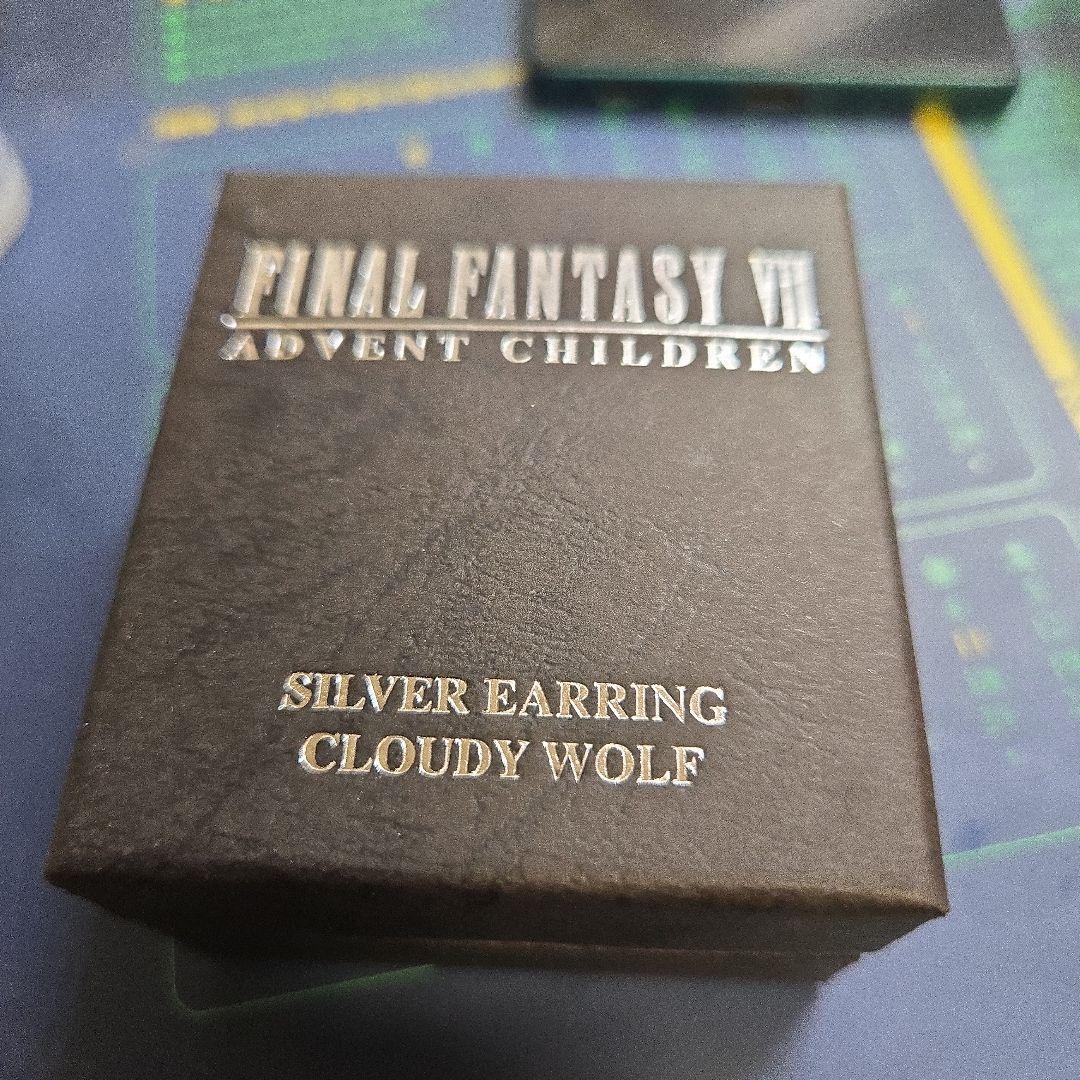 FINAL FANTASY VII
ADVENT CHILDREN
SILVER EARRING
CLOUDY WOLF